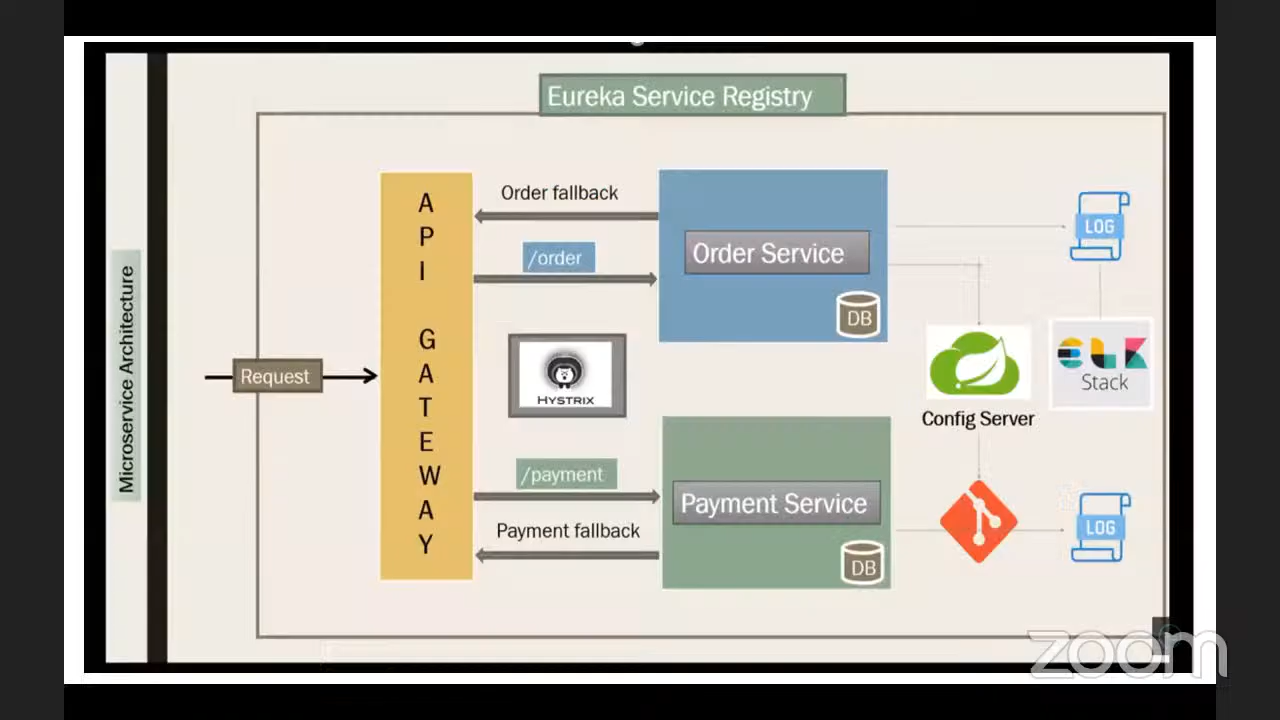 Eureka Service Registry
Microservice Architecture
Request
API GATEWAY
Order fallback
/order
Order Service
DB
HYSTRIX
/payment
Payment fallback
Payment Service
DB
LOG
Config Server
ELK
Stack
LOG
zoom